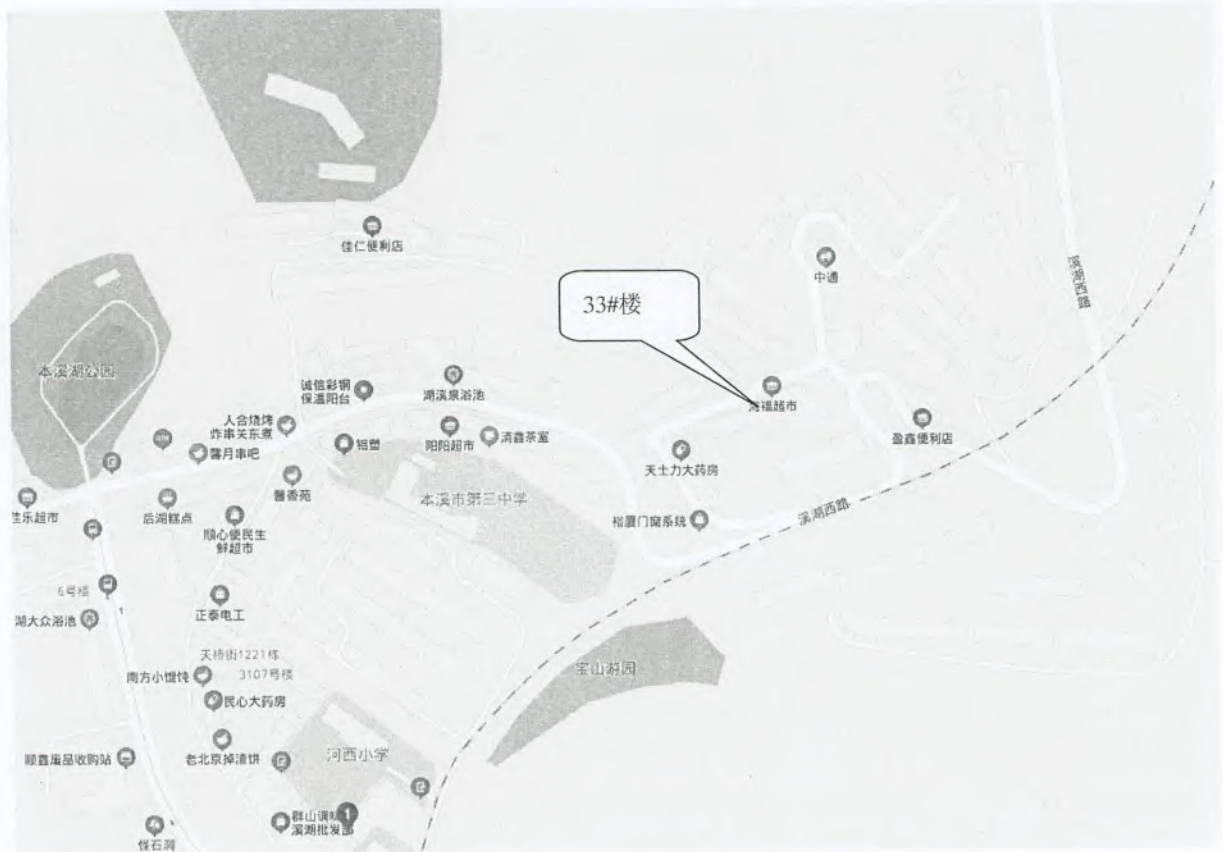 佳仁便利店
中通
溪湖西路
33#楼
本溪湖公园
诚信彩钢
保温阳台
湖溪泉浴池
福超市
人合烧烤
炸串关东煮
馨月串吧
铝塑
阳阳超市
清鑫茶室
盈鑫便利店
天士力大药房
ATM
馨香苑
本溪市第三中学
佳乐超市
后湖糕点
顺心便民生
鲜超市
裕厦门窗系统
溪湖西路
6号楼
正泰电工
湖大众浴池
天桥街1221栋
3107号楼
南方小馄饨
民心大药房
宝山游园
顺鑫废品收购站
老北京掉渣饼
河西小学
群山调味
溪湖批发部
1
怪石洞